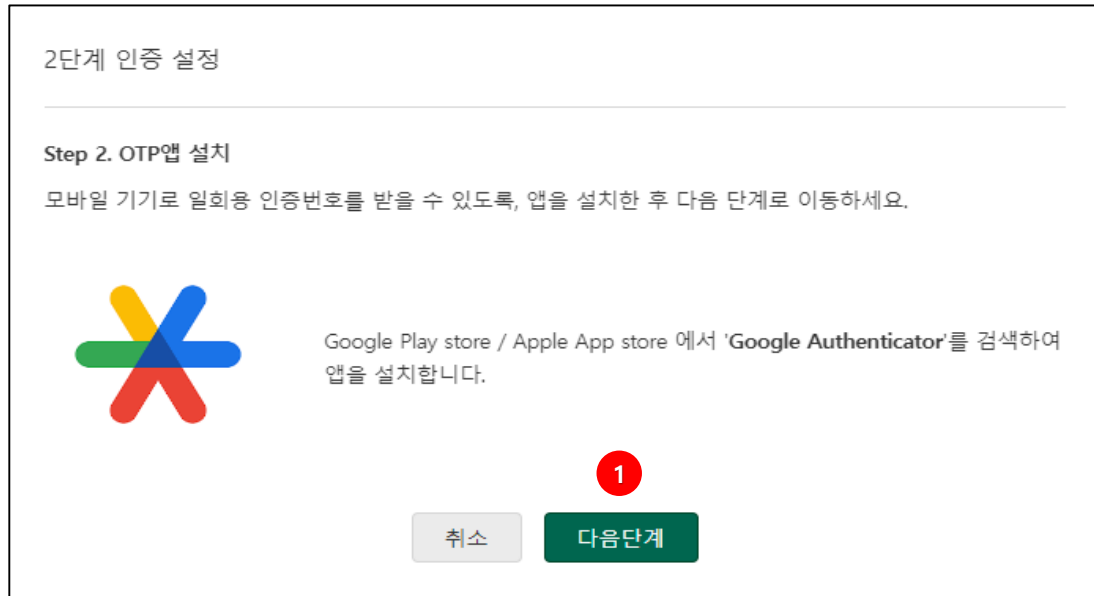 2단계 인증 설정
Step 2. OTP앱 설치
모바일 기기로 일회용 인증번호를 받을 수 있도록, 앱을 설치한 후 다음 단계로 이동하세요.
Google Play store / Apple App store 에서 'Google Authenticator'를 검색하여
앱을 설치합니다.
1
취소
다음단계